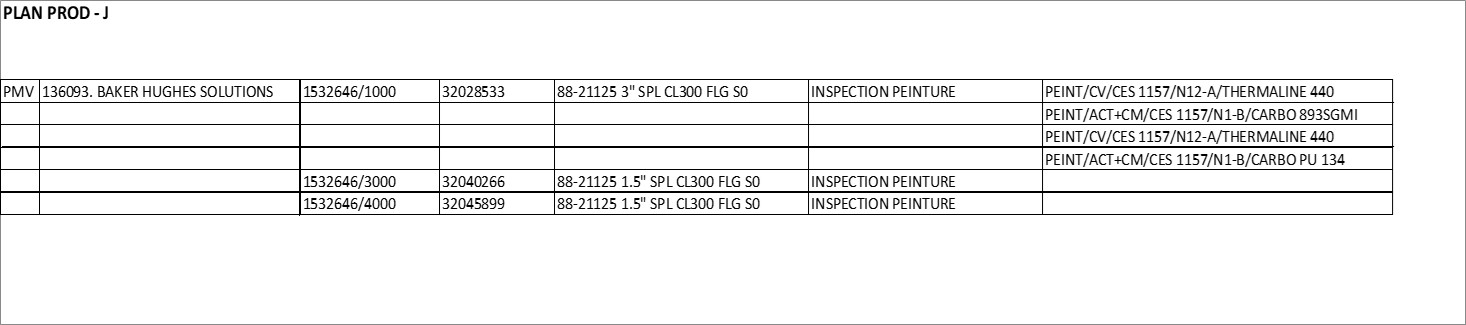 PLAN PROD - J
PMV 136093. BAKER HUGHES SOLUTIONS 1532646/1000 32028533 88-21125 3" SPL CL300 FLG S0 INSPECTION PEINTURE PEINT/CV/CES 1157/N12-A/THERMALINE 440
PEINT/ACT+CM/CES 1157/N1-B/CARBO 893SGMI
PEINT/CV/CES 1157/N12-A/THERMALINE 440
PEINT/ACT+CM/CES 1157/N1-B/CARBO PU 134
1532646/3000 32040266 88-21125 1.5" SPL CL300 FLG S0 INSPECTION PEINTURE
1532646/4000 32045899 88-21125 1.5" SPL CL300 FLG S0 INSPECTION PEINTURE